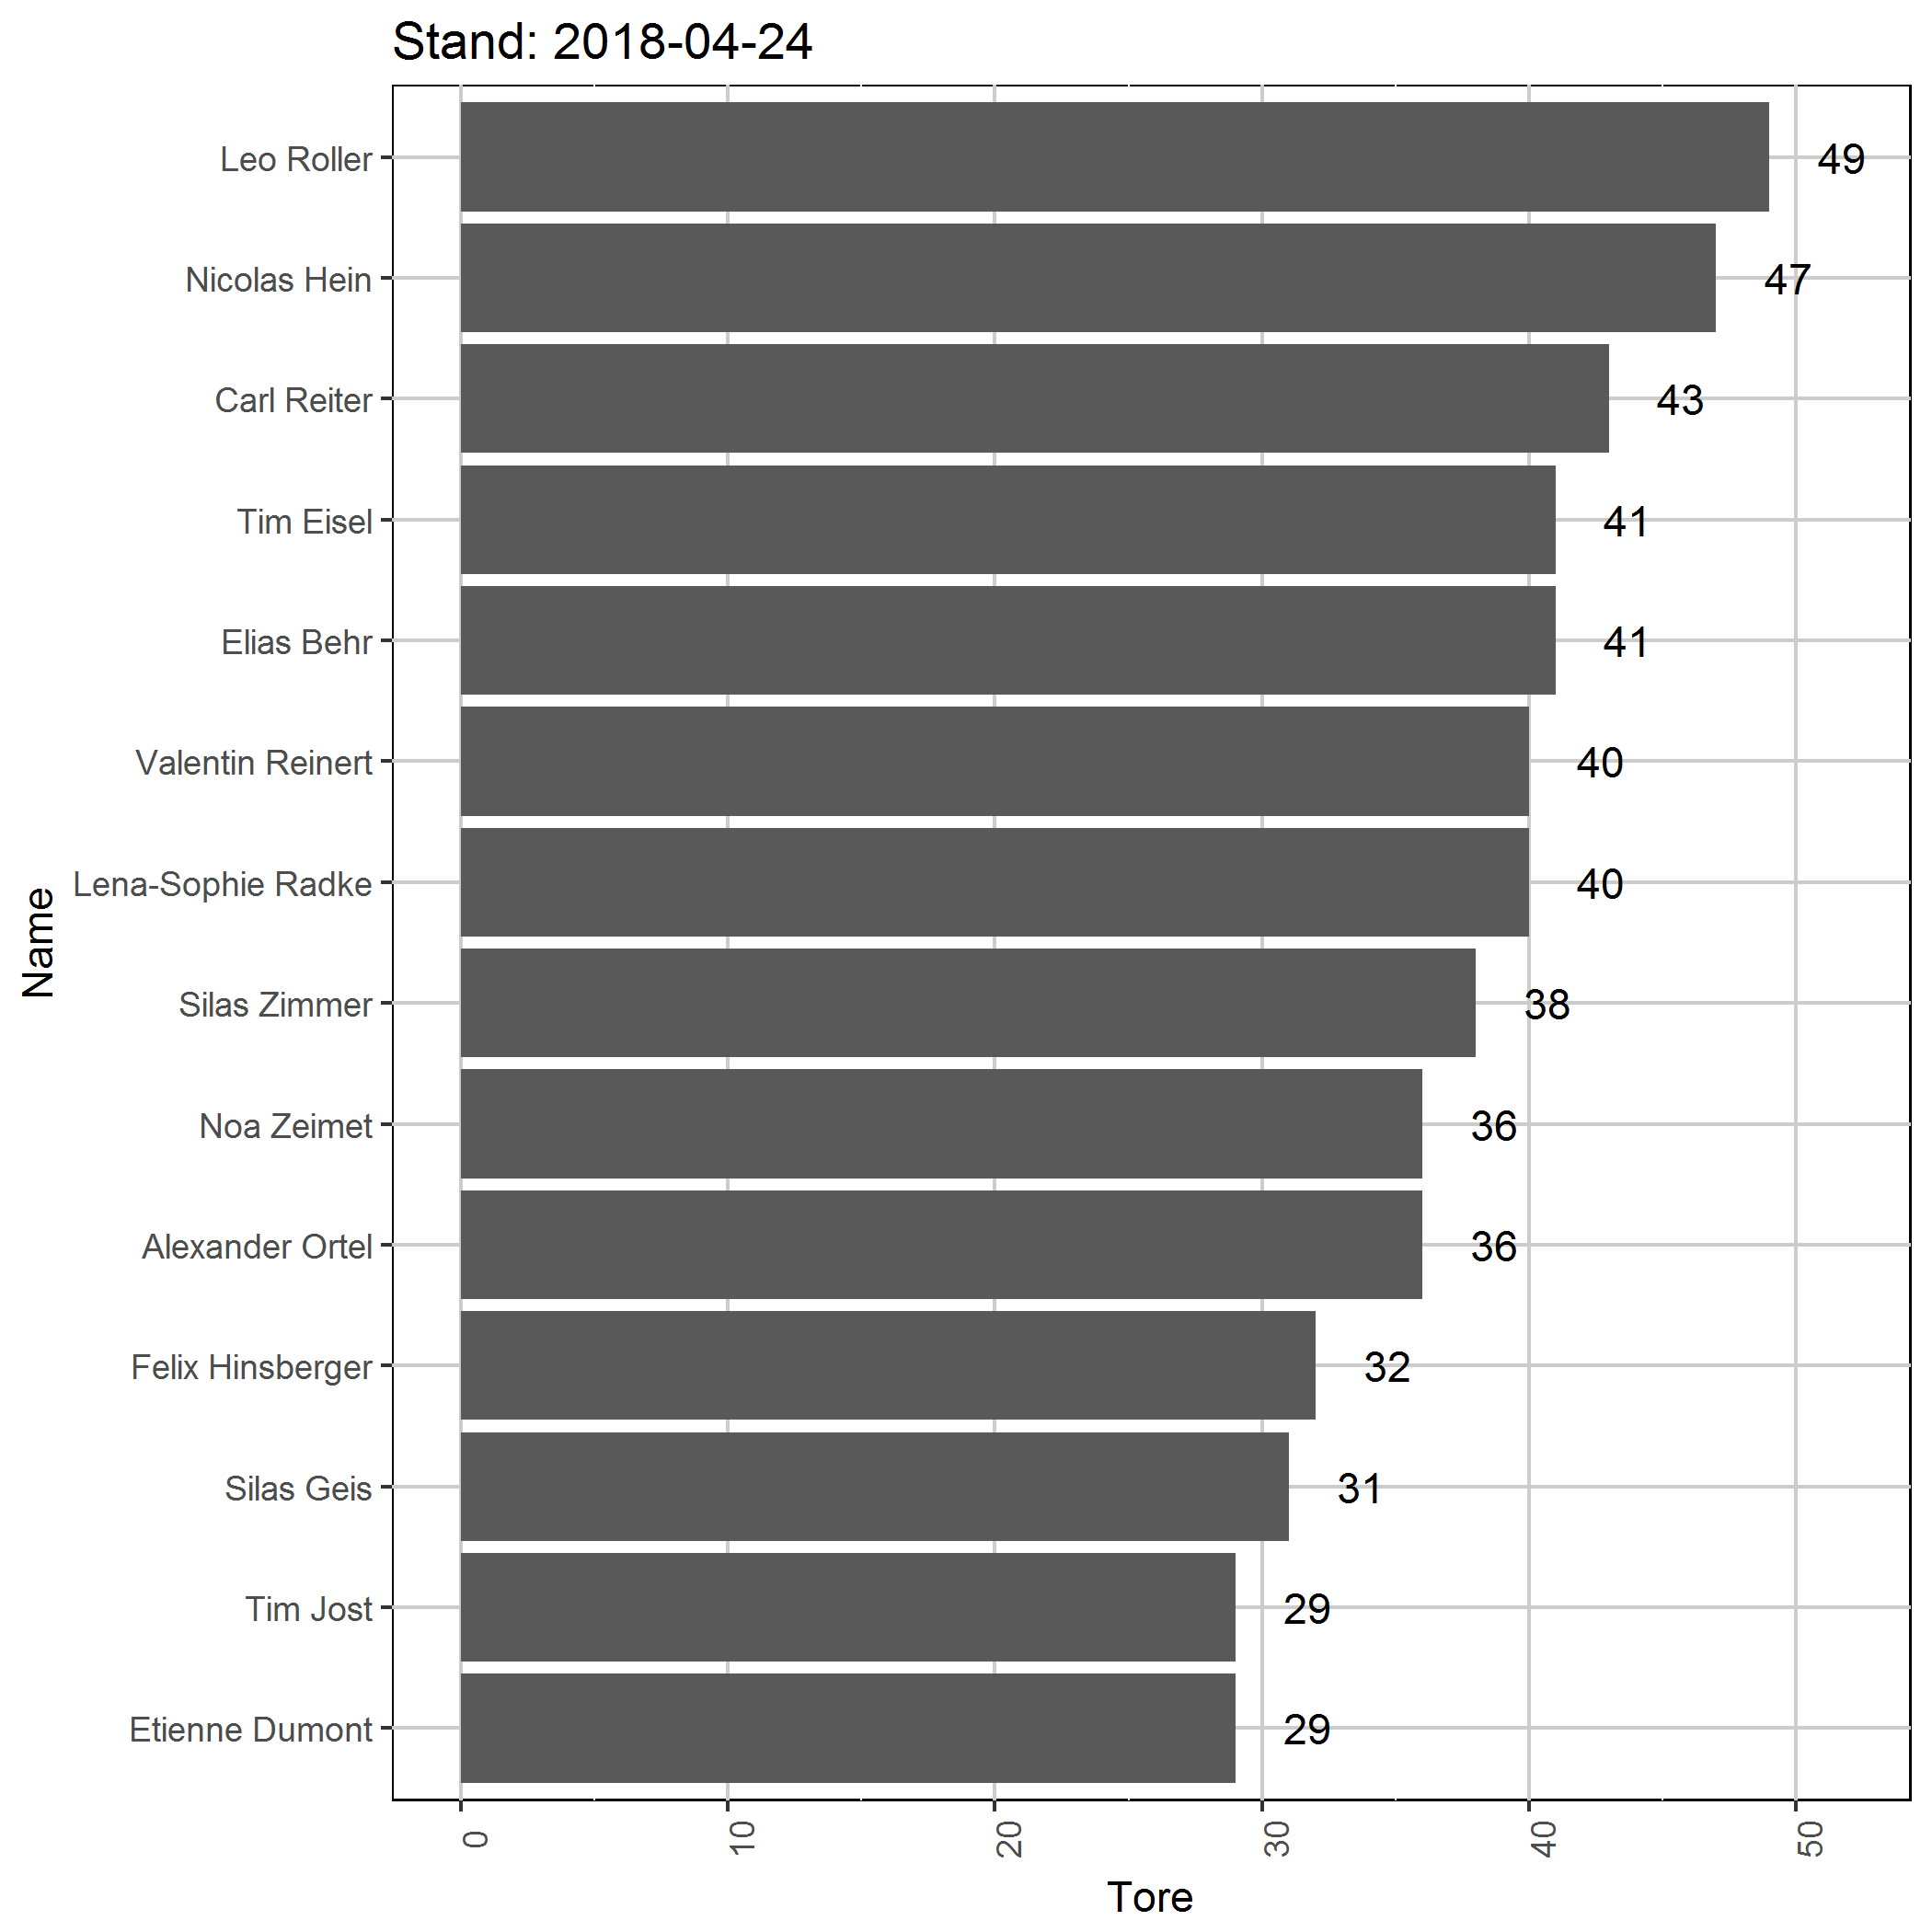 Stand: 2018-04-24
Leo Roller 49
Nicolas Hein 47
Carl Reiter 43
Tim Eisel 41
Elias Behr 41
Valentin Reinert 40
Lena-Sophie Radke 40
Silas Zimmer 38
Noa Zeimet 36
Alexander Ortel 36
Felix Hinsberger 32
Silas Geis 31
Tim Jost 29
Etienne Dumont 29
Name
0 10 20 30 40 50
Tore